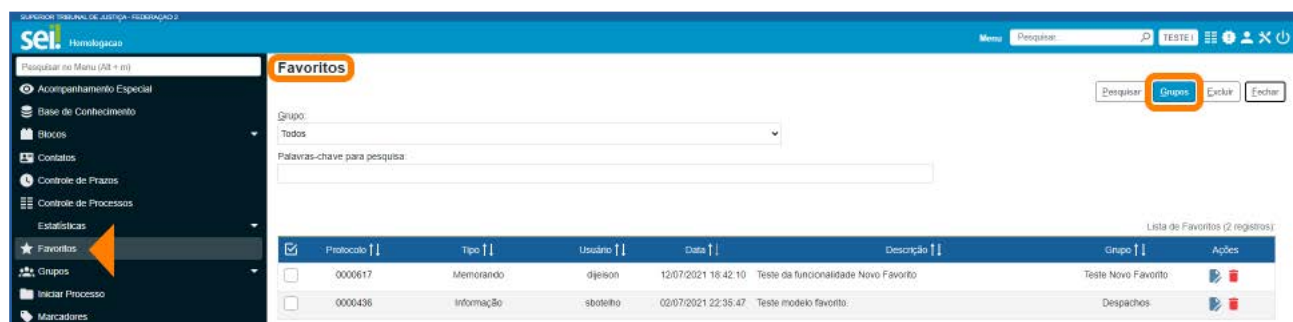 SUPERIOR TRIBUNAL DE JUSTIÇA - FEDERAÇÃO 2
sei. Homologacao
Menu Pesquisar... TESTE
Pesquisar no Menu (Alt + m)
Favoritos
Acompanhamento Especial
Pesquisar Grupos Excluir Fechar
Base de Conhecimento
Grupo:
Blocos
Todos
Contatos
Palavras-chave para pesquisa:
Controle de Prazos
Controle de Processos
Estatísticas
Lista de Favoritos (2 registros):
Favoritos
Protocolo Tipo Usuário Data Descrição Grupo Ações
Grupos
0000617 Memorando dijeison 12/07/2021 18:42:10 Teste da funcionalidade Novo Favorito Teste Novo Favorito
Iniciar Processo
0000436 Informação sbotelho 02/07/2021 22:35:47 Teste modelo favorito. Despachos
Marcadores